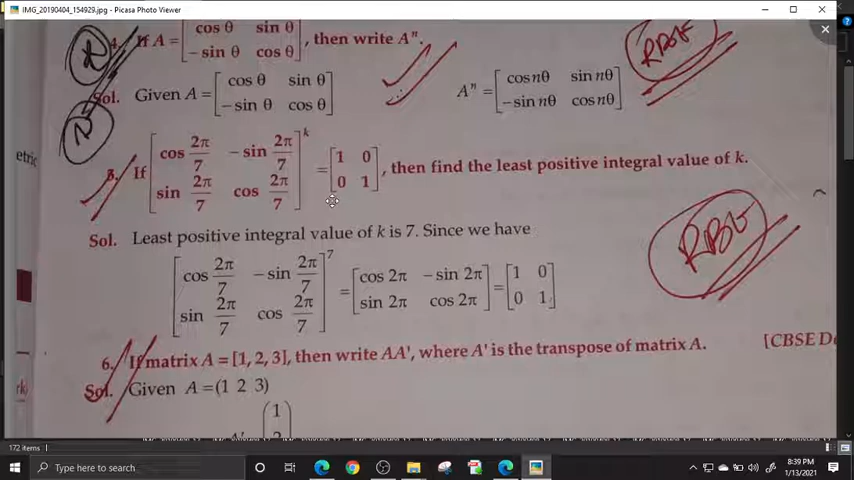 IMG_20190404_154929.jpg - Picasa Photo Viewer
If A = [cos θ sin θ
− sin θ cos θ], then write Aⁿ.
Sol. Given A = [cos θ sin θ
−sin θ cos θ]
Aⁿ = [cos nθ sin nθ
−sin nθ cos nθ]
5. If [cos 2π/7 − sin 2π/7
sin 2π/7 cos 2π/7]ᵏ = [1 0
0 1], then find the least positive integral value of k.
Sol. Least positive integral value of k is 7. Since we have
[cos 2π/7 − sin 2π/7
sin 2π/7 cos 2π/7]⁷ = [cos 2π − sin 2π
sin 2π cos 2π] = [1 0
0 1]
6. If matrix A = [1, 2, 3], then write AA', where A' is the transpose of matrix A.
[CBSE De
Sol. Given A = (1 2 3)
(1
172 items
Type here to search
8:39 PM
1/13/2021